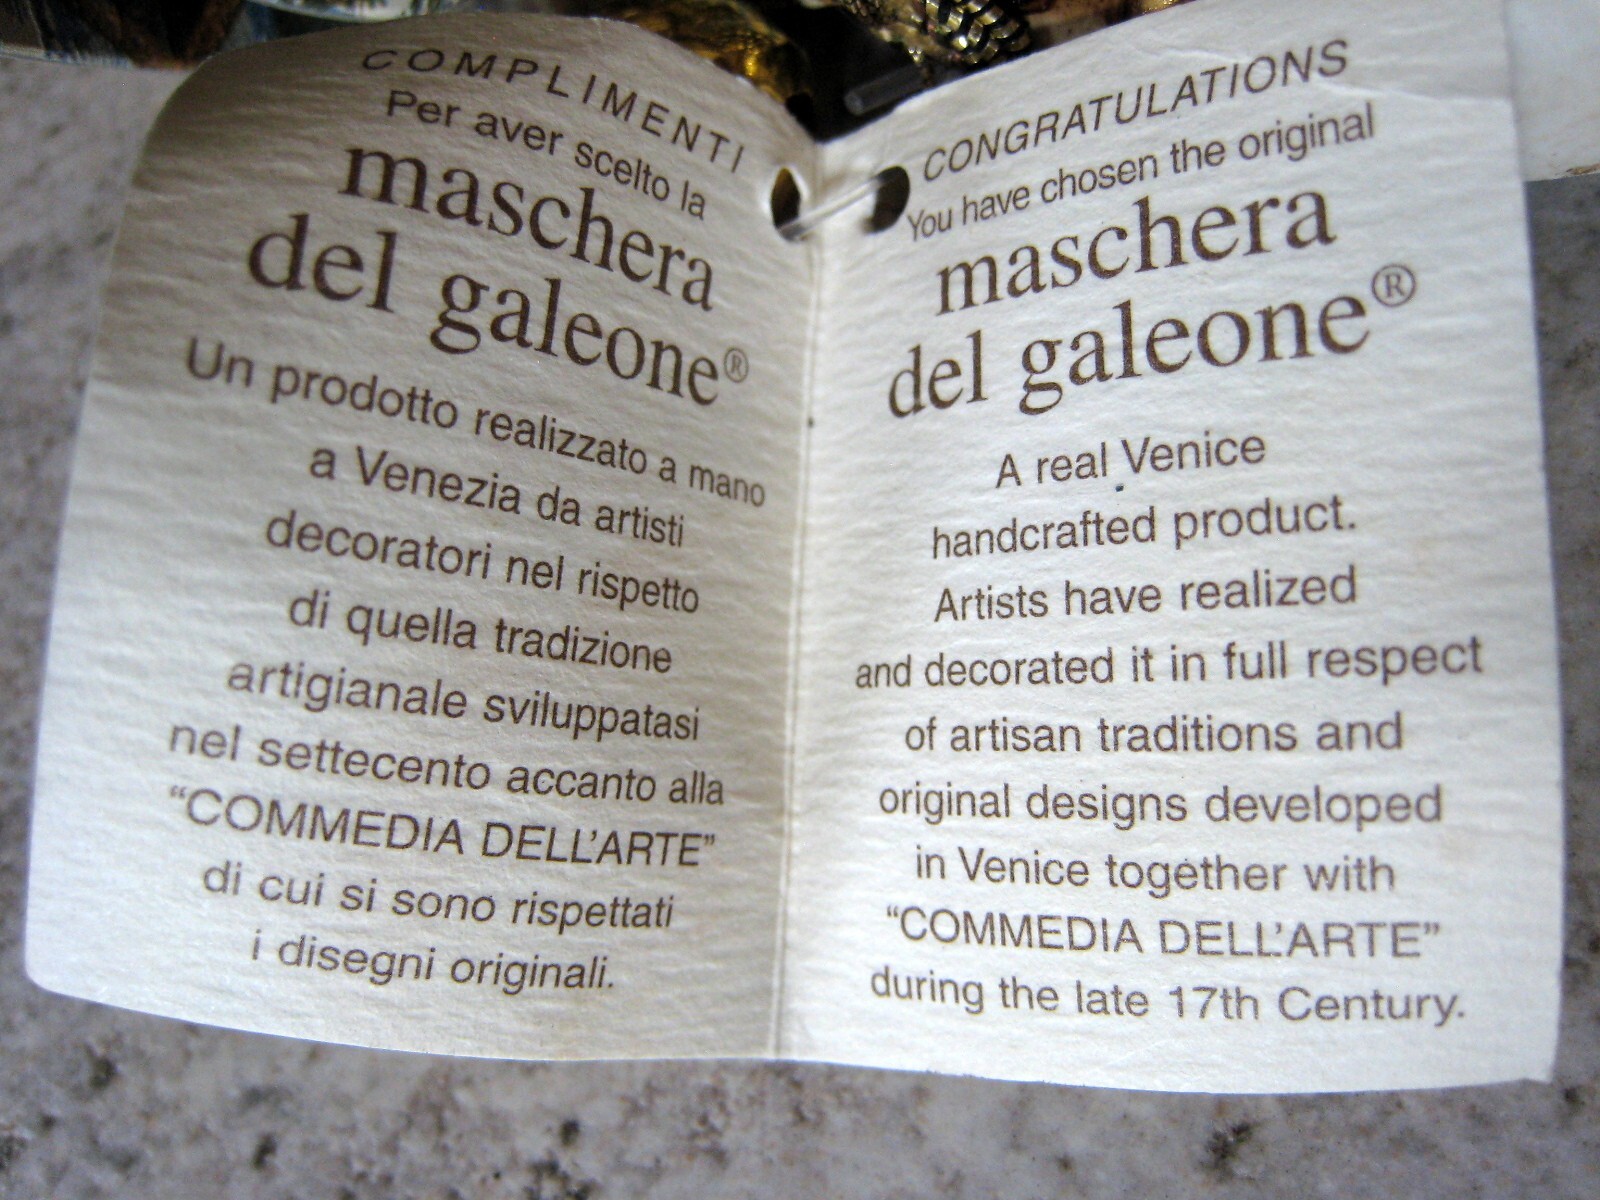 COMPLIMENTI
Per aver scelto la
maschera
del galeone®
Un prodotto realizzato a mano
a Venezia da artisti
decoratori nel rispetto
di quella tradizione
artigianale sviluppatasi
nel settecento accanto alla
“COMMEDIA DELL’ARTE”
di cui si sono rispettati
i disegni originali.
CONGRATULATIONS
You have chosen the original
maschera
del galeone®
A real Venice
handcrafted product.
Artists have realized
and decorated it in full respect
of artisan traditions and
original designs developed
in Venice together with
“COMMEDIA DELL’ARTE”
during the late 17th Century.